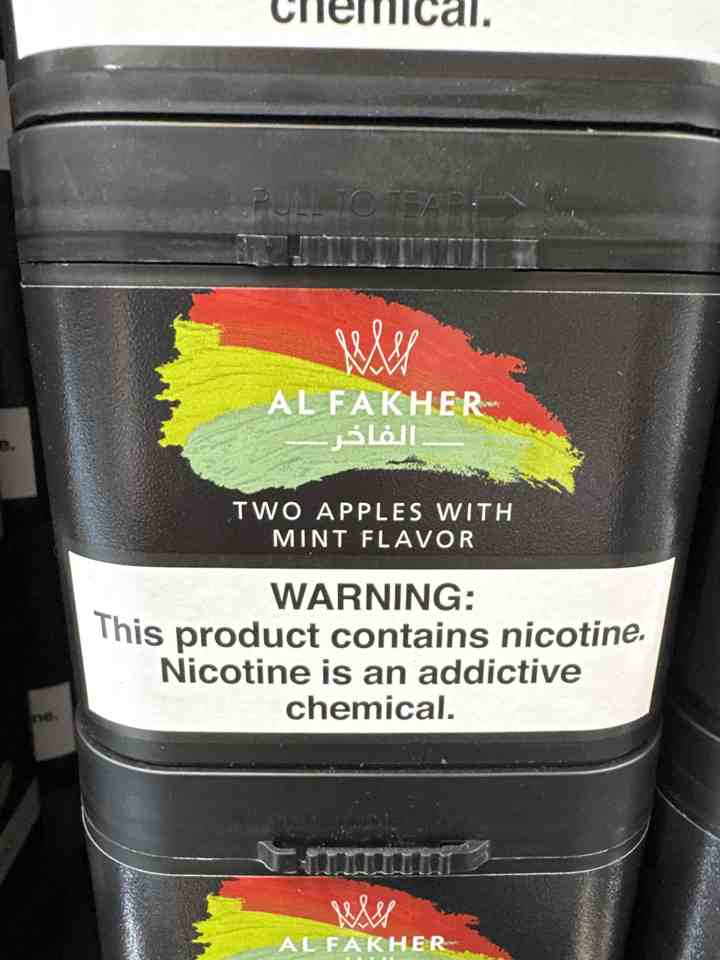 chemical.
PULL TO TEAR
AL FAKHER
الفاخر
TWO APPLES WITH
MINT FLAVOR
WARNING:
This product contains nicotine.
Nicotine is an addictive
chemical.
e.
ne.
AL FAKHER